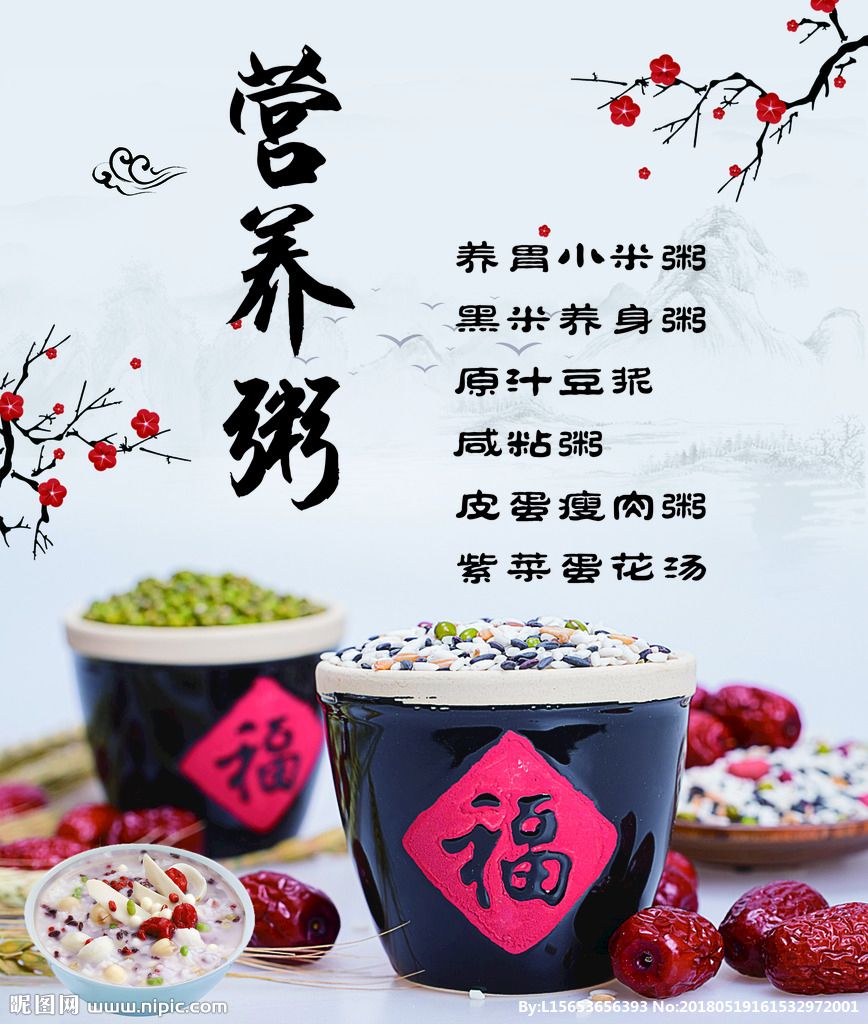 营养粥
养胃小米粥
黑米养身粥
原汁豆浆
咸粘粥
皮蛋瘦肉粥
紫菜蛋花汤
福
福
昵图网 www.nipic.com
By:L15653656393 No:20180519161532972001